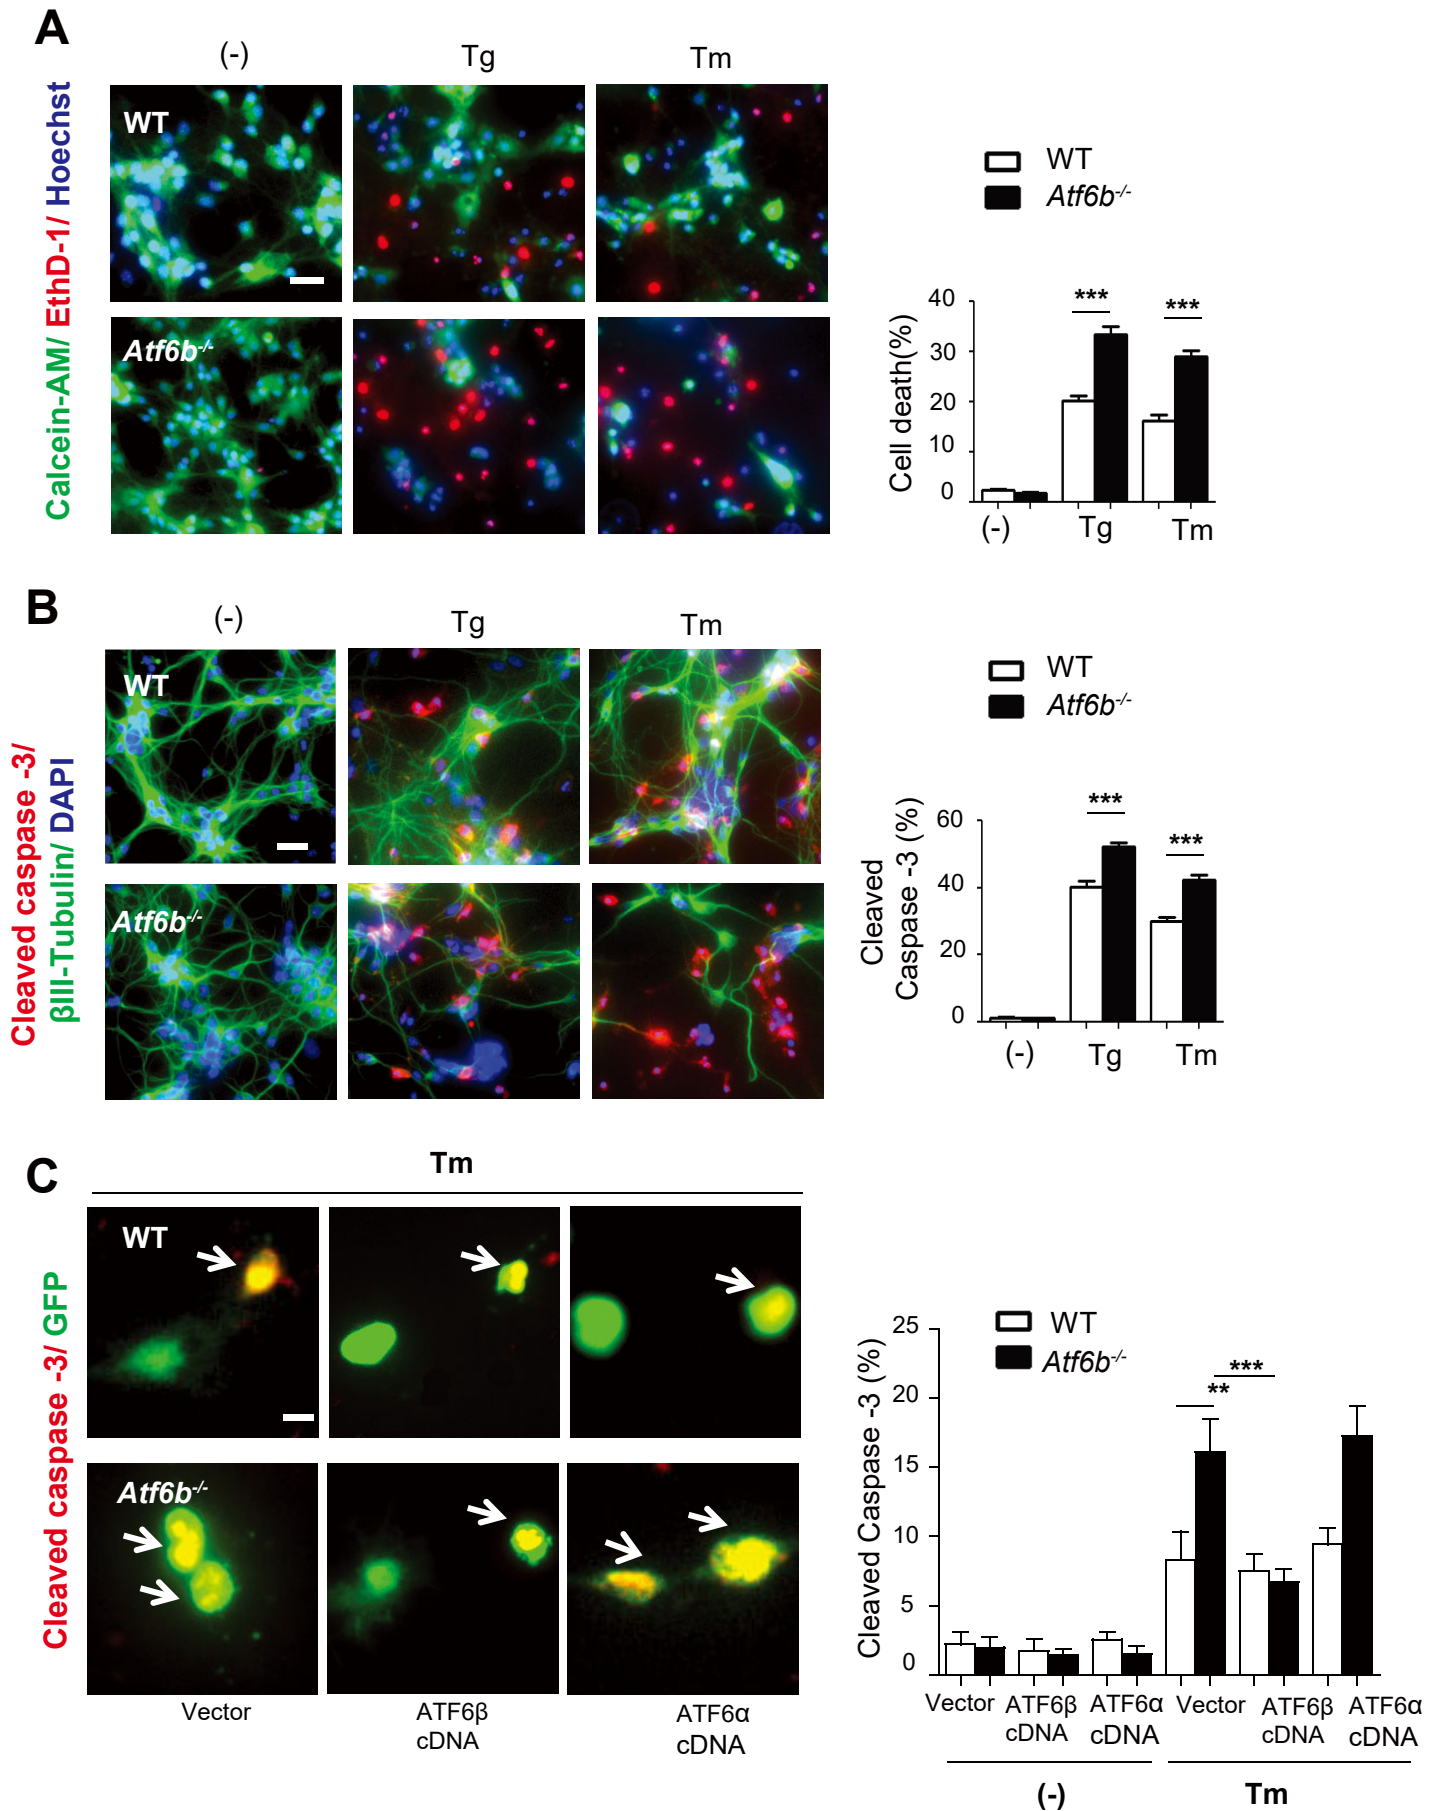 A
(-)
Tg
Tm
Calcein-AM/ EthD-1/ Hoechst
WT
Atf6b-/-
WT
Atf6b-/-
Cell death(%)
40
30
20
10
0
***
***
(-)
Tg
Tm
B
(-)
Tg
Tm
Cleaved caspase -3/
βIII-Tubulin/ DAPI
WT
Atf6b-/-
WT
Atf6b-/-
Cleaved
Caspase -3 (%)
60
40
20
0
***
***
(-)
Tg
Tm
C
Tm
Cleaved caspase -3/ GFP
WT
Atf6b-/-
Vector
ATF6β
cDNA
ATF6α
cDNA
WT
Atf6b-/-
Cleaved Caspase -3 (%)
25
20
15
10
5
0
***
**
Vector
ATF6β
cDNA
ATF6α
cDNA
Vector
ATF6β
cDNA
ATF6α
cDNA
(-)
Tm